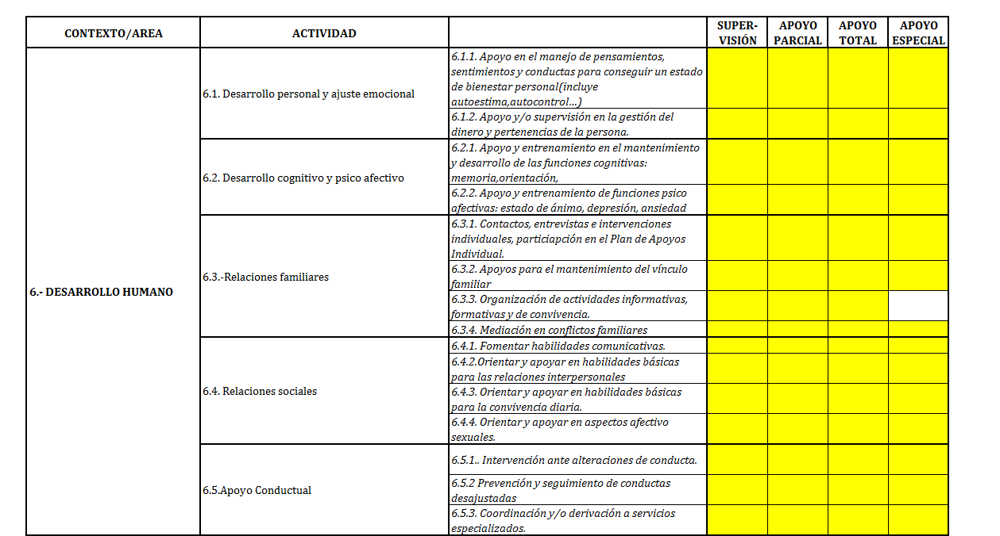 CONTEXTO/AREA
ACTIVIDAD
SUPER-
VISIÓN
APOYO
PARCIAL
APOYO
TOTAL
APOYO
ESPECIAL
6.- DESARROLLO HUMANO
6.1. Desarrollo personal y ajuste emocional
6.1.1. Apoyo en el manejo de pensamientos,
sentimientos y conductas para conseguir un estado
de bienestar personal(incluye
autoestima,autocontrol...)
6.1.2. Apoyo y/o supervisión en la gestión del
dinero y pertenencias de la persona.
6.2. Desarrollo cognitivo y psico afectivo
6.2.1. Apoyo y entrenamiento en el mantenimiento
y desarrollo de las funciones cognitivas:
memoria,orientación,
6.2.2. Apoyo y entrenamiento de funciones psico
afectivas: estado de ánimo, depresión, ansiedad
6.3.-Relaciones familiares
6.3.1. Contactos, entrevistas e intervenciones
individuales, particiapción en el Plan de Apoyos
Individual.
6.3.2. Apoyos para el mantenimiento del vínculo
familiar
6.3.3. Organización de actividades informativas,
formativas y de convivencia.
6.3.4. Mediación en conflictos familiares
6.4. Relaciones sociales
6.4.1. Fomentar habilidades comunicativas.
6.4.2.Orientar y apoyar en habilidades básicas
para las relaciones interpersonales
6.4.3. Orientar y apoyar en habilidades básicas
para la convivencia diaria.
6.4.4. Orientar y apoyar en aspectos afectivo
sexuales.
6.5.Apoyo Conductual
6.5.1.. Intervención ante alteraciones de conducta.
6.5.2 Prevención y seguimiento de conductas
desajustadas
6.5.3. Coordinación y/o derivación a servicios
especializados.